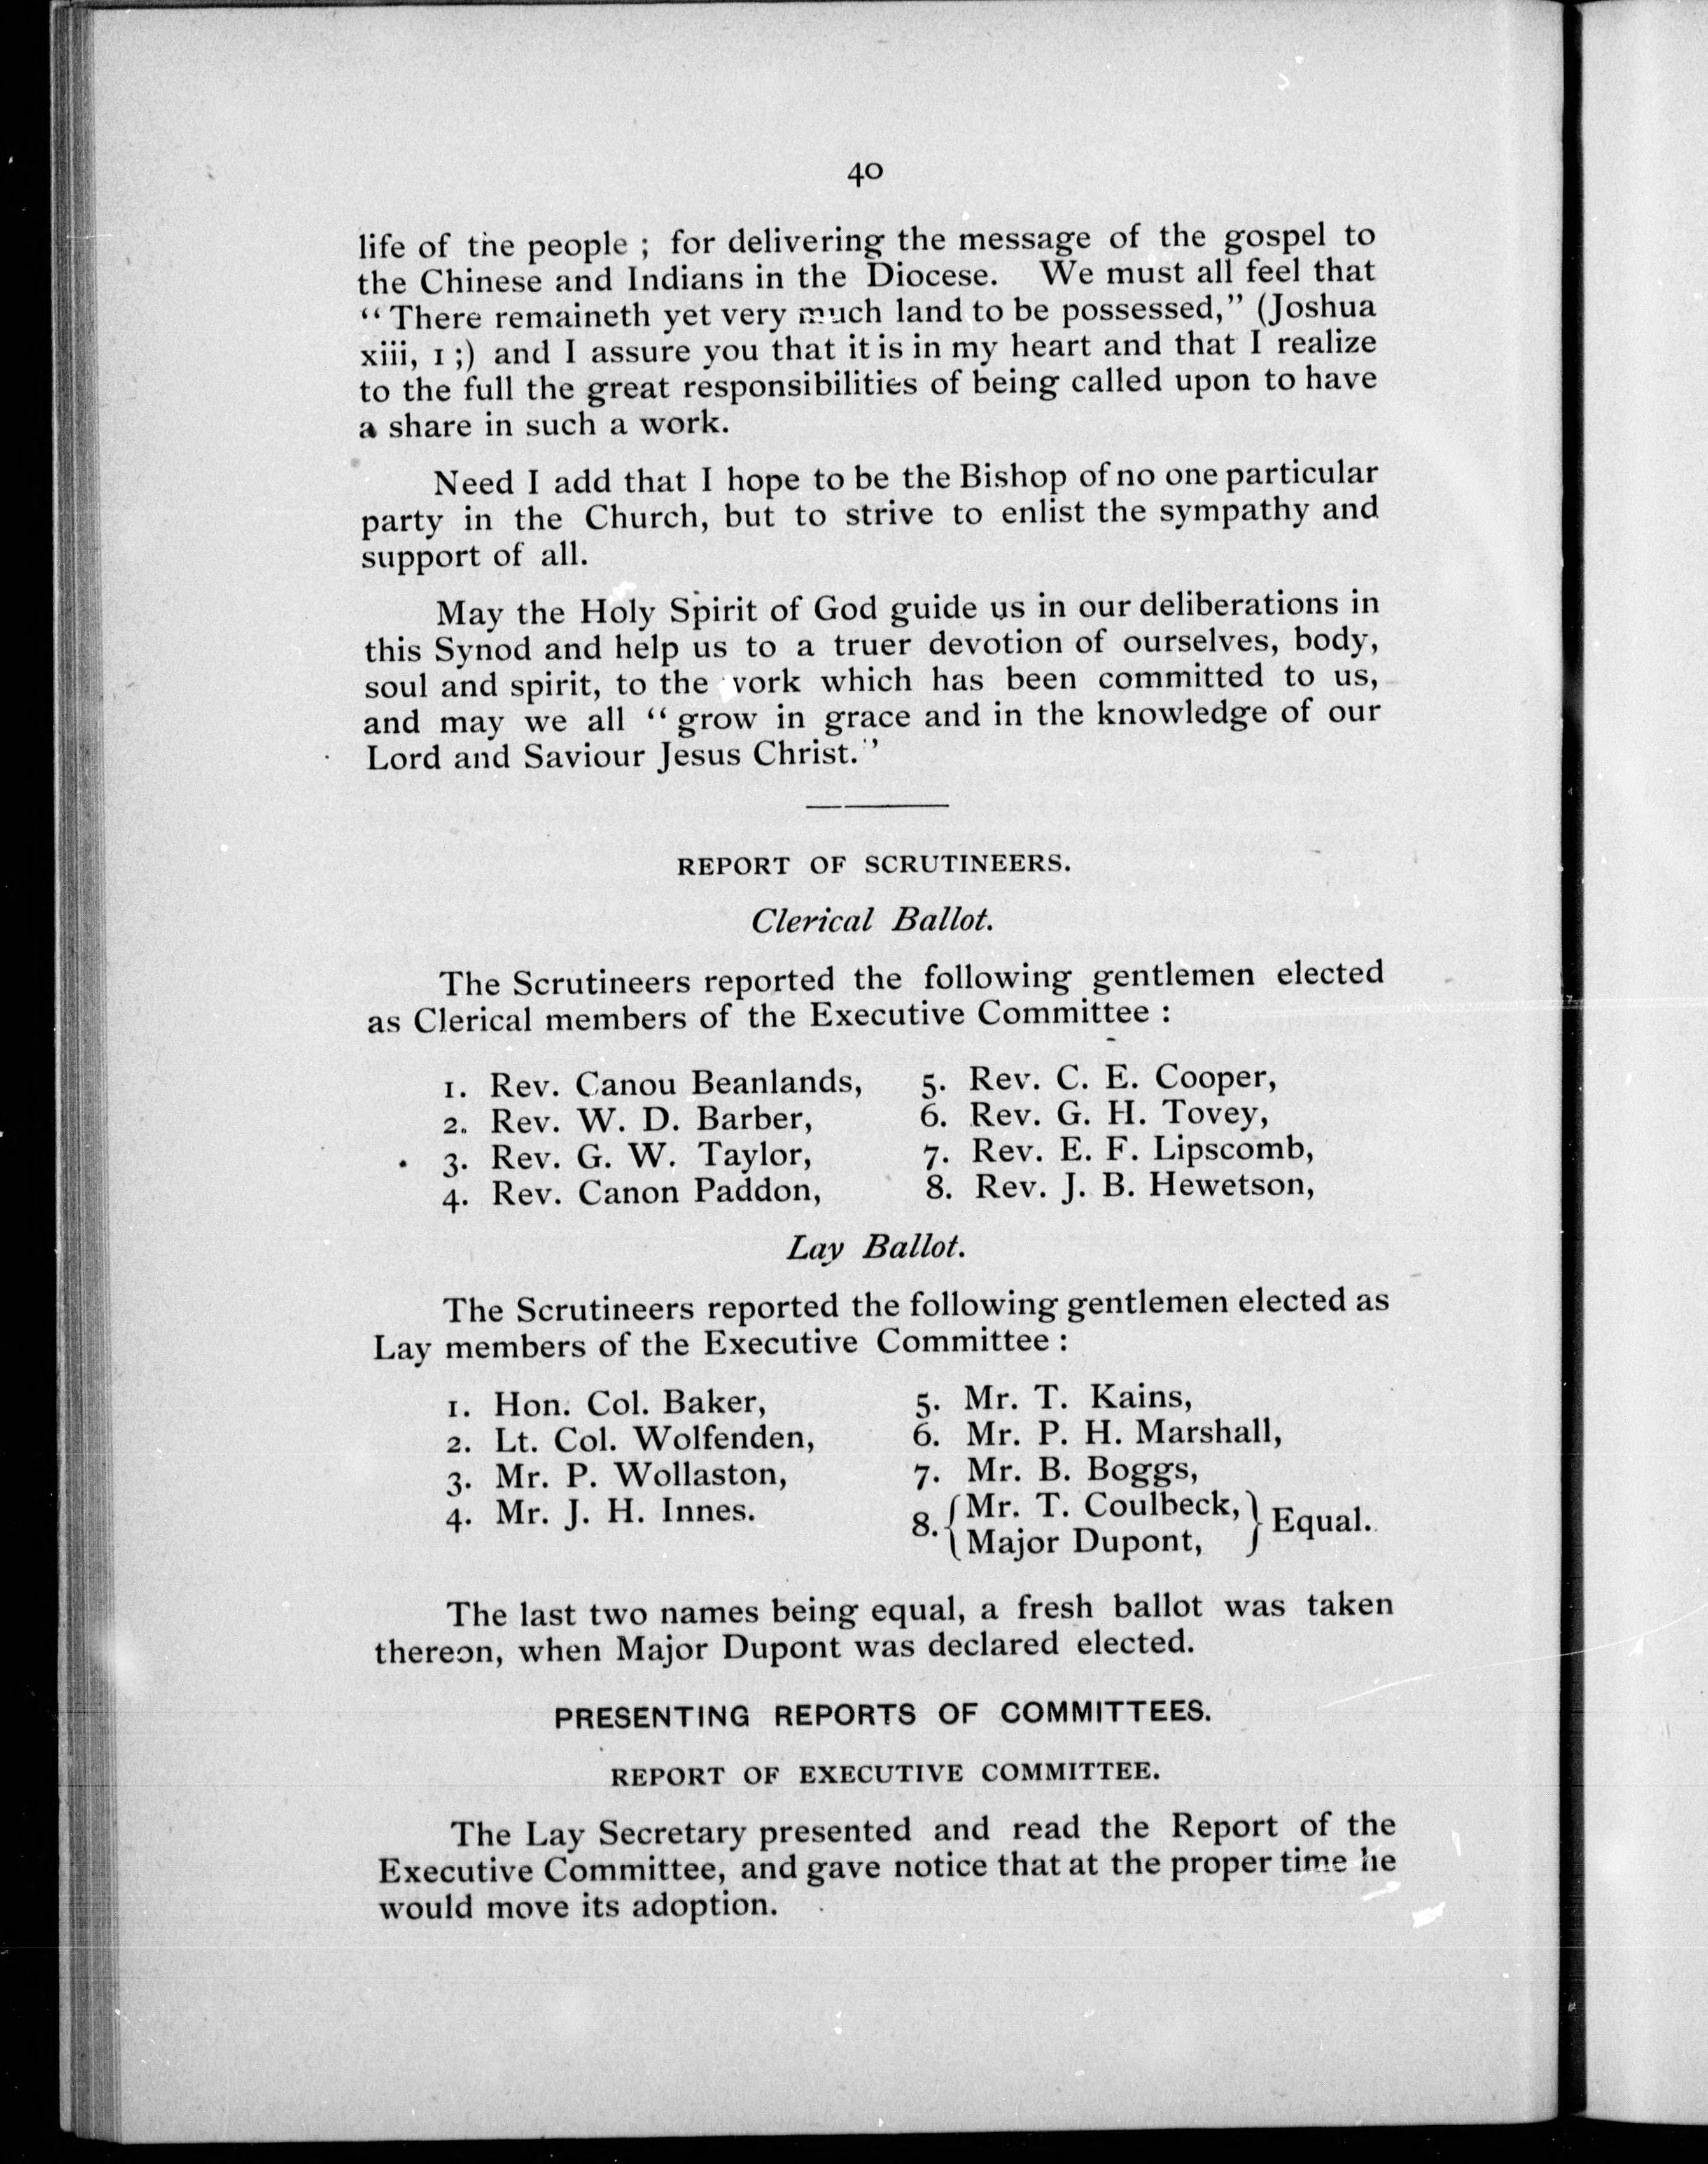 40
life of the people ; for delivering the message of the gospel to
the Chinese and Indians in the Diocese. We must all feel that
“There remaineth yet very much land to be possessed,” (Joshua
xiii, 1 ;) and I assure you that it is in my heart and that I realize
to the full the great responsibilities of being called upon to have
a share in such a work.
Need I add that I hope to be the Bishop of no one particular
party in the Church, but to strive to enlist the sympathy and
support of all.
May the Holy Spirit of God guide us in our deliberations in
this Synod and help us to a truer devotion of ourselves, body,
soul and spirit, to the work which has been committed to us,
and may we all “grow in grace and in the knowledge of our
Lord and Saviour Jesus Christ.”
REPORT OF SCRUTINEERS.
Clerical Ballot.
The Scrutineers reported the following gentlemen elected
as Clerical members of the Executive Committee :
1. Rev. Canou Beanlands,
2. Rev. W. D. Barber,
3. Rev. G. W. Taylor,
4. Rev. Canon Paddon,
5. Rev. C. E. Cooper,
6. Rev. G. H. Tovey,
7. Rev. E. F. Lipscomb,
8. Rev. J. B. Hewetson,
Lay Ballot.
The Scrutineers reported the following gentlemen elected as
Lay members of the Executive Committee :
1. Hon. Col. Baker,
2. Lt. Col. Wolfenden,
3. Mr. P. Wollaston,
4. Mr. J. H. Innes.
5. Mr. T. Kains,
6. Mr. P. H. Marshall,
7. Mr. B. Boggs,
8. {Mr. T. Coulbeck,
Major Dupont,} Equal.
The last two names being equal, a fresh ballot was taken
thereon, when Major Dupont was declared elected.
PRESENTING REPORTS OF COMMITTEES.
REPORT OF EXECUTIVE COMMITTEE.
The Lay Secretary presented and read the Report of the
Executive Committee, and gave notice that at the proper time he
would move its adoption.